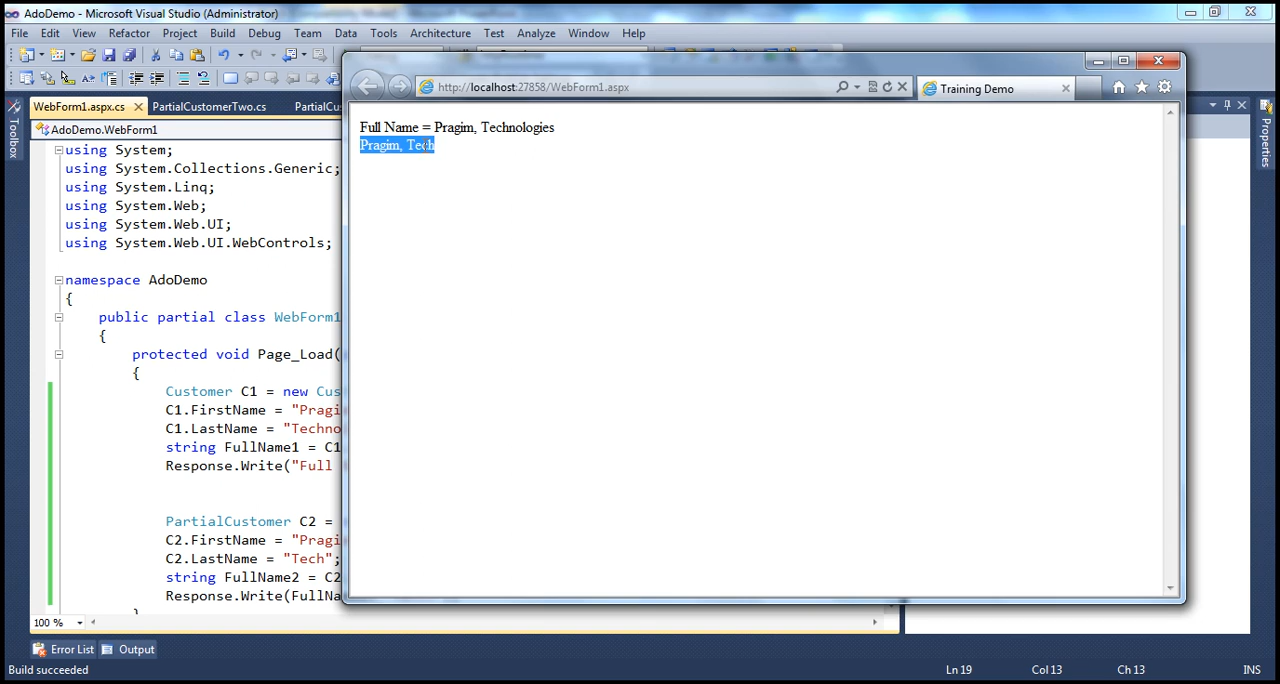 AdoDemo - Microsoft Visual Studio (Administrator)
File Edit View Refactor Project Build Debug Team Data Tools Architecture Test Analyze Window Help
WebForm1.aspx.cs PartialCustomerTwo.cs PartialCu
AdoDemo.WebForm1
Toolbox
Properties
using System;
using System.Collections.Generic;
using System.Linq;
using System.Web;
using System.Web.UI;
using System.Web.UI.WebControls;
namespace AdoDemo
{
public partial class WebForm1
{
protected void Page_Load(
{
Customer C1 = new Cus
C1.FirstName = "Pragi
C1.LastName = "Techno
string FullName1 = C1
Response.Write("Full
PartialCustomer C2 =
C2.FirstName = "Pragi
C2.LastName = "Tech";
string FullName2 = C2
Response.Write(FullNa
}
http://localhost:27858/WebForm1.aspx
Training Demo
Full Name = Pragim, Technologies
Pragim, Tech
100 %
Error List Output
Build succeeded Ln 19 Col 13 Ch 13 INS